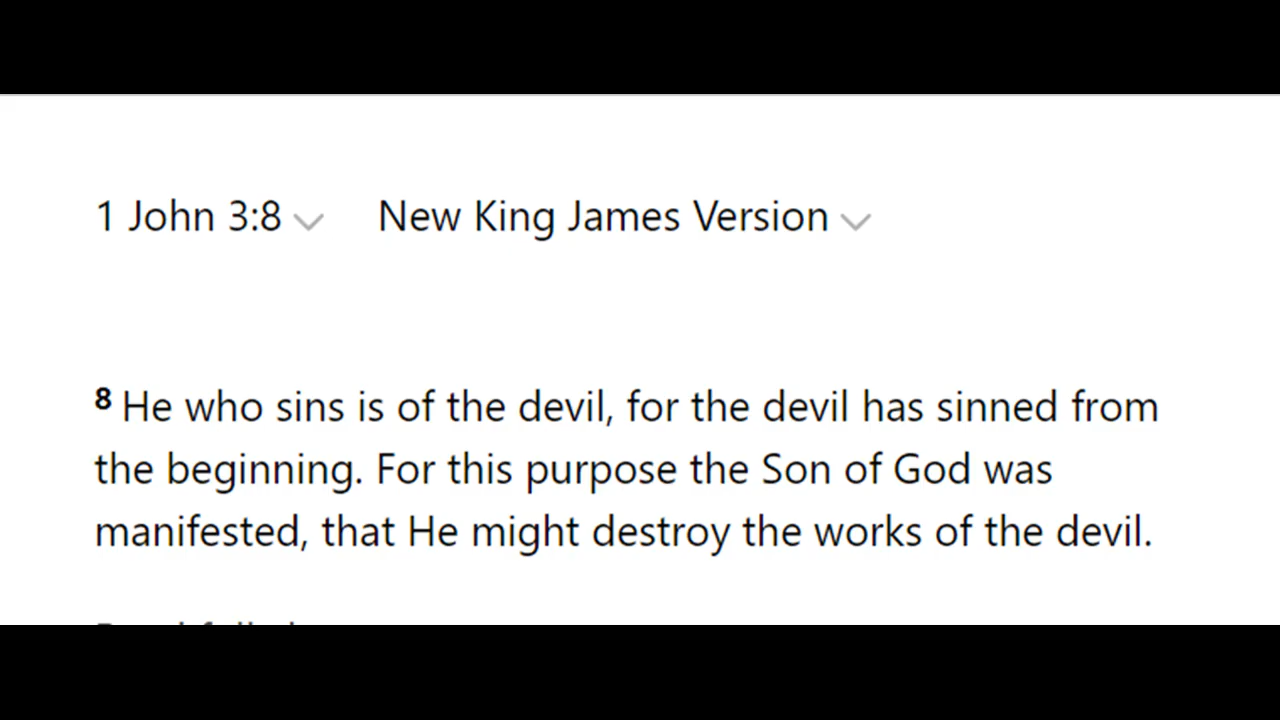 1 John 3:8 New King James Version
8 He who sins is of the devil, for the devil has sinned from
the beginning. For this purpose the Son of God was
manifested, that He might destroy the works of the devil.